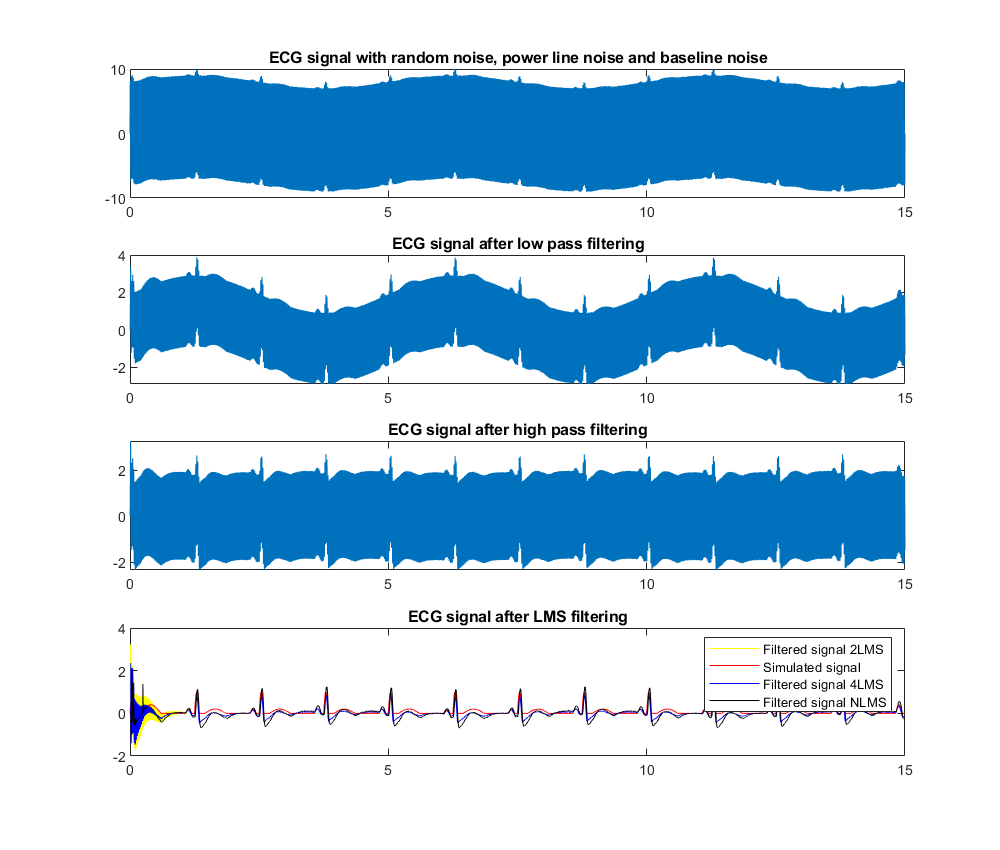 ECG signal with random noise, power line noise and baseline noise
10
0
-10
0 5 10 15
ECG signal after low pass filtering
4
2
0
-2
0 5 10 15
ECG signal after high pass filtering
2
0
-2
0 5 10 15
ECG signal after LMS filtering
4
2
0
-2
0 5 10 15
Filtered signal 2LMS
Simulated signal
Filtered signal 4LMS
Filtered signal NLMS